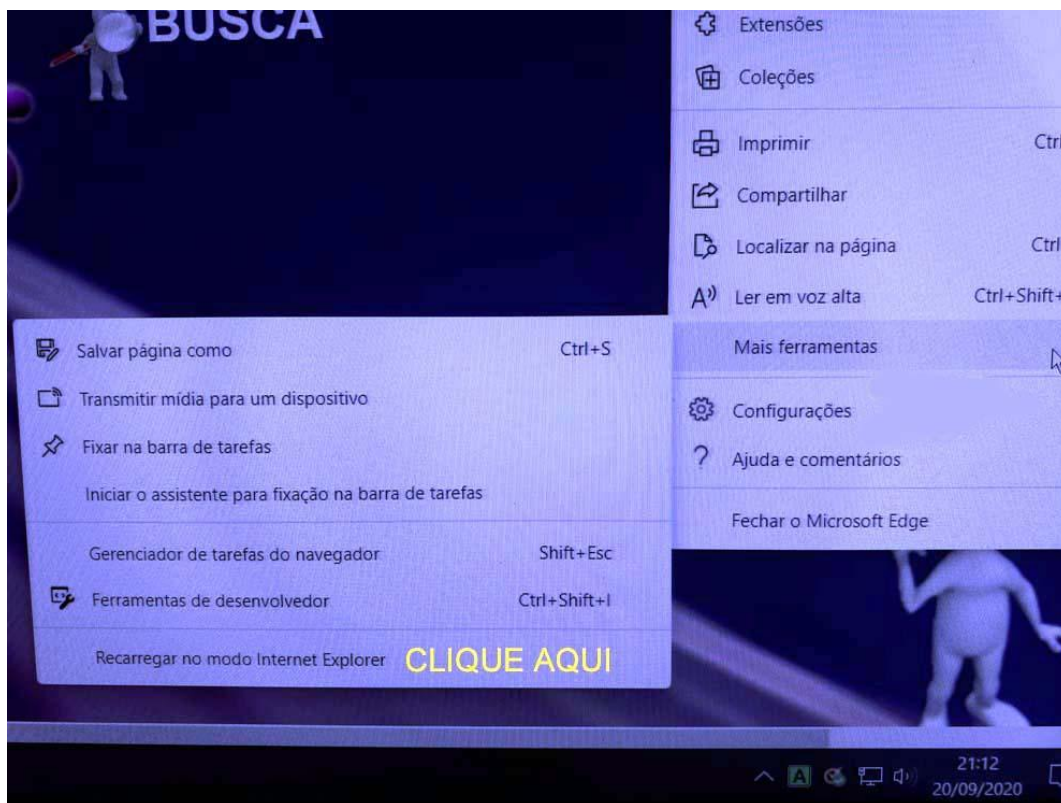 BUSCA
Extensões
Coleções
Imprimir
Compartilhar
Localizar na página
Ler em voz alta Ctrl+Shift+
Mais ferramentas
Configurações
Ajuda e comentários
Fechar o Microsoft Edge
Salvar página como Ctrl+S
Transmitir mídia para um dispositivo
Fixar na barra de tarefas
Iniciar o assistente para fixação na barra de tarefas
Gerenciador de tarefas do navegador Shift+Esc
Ferramentas de desenvolvedor Ctrl+Shift+I
Recarregar no modo Internet Explorer CLIQUE AQUI
A
21:12
20/09/2020